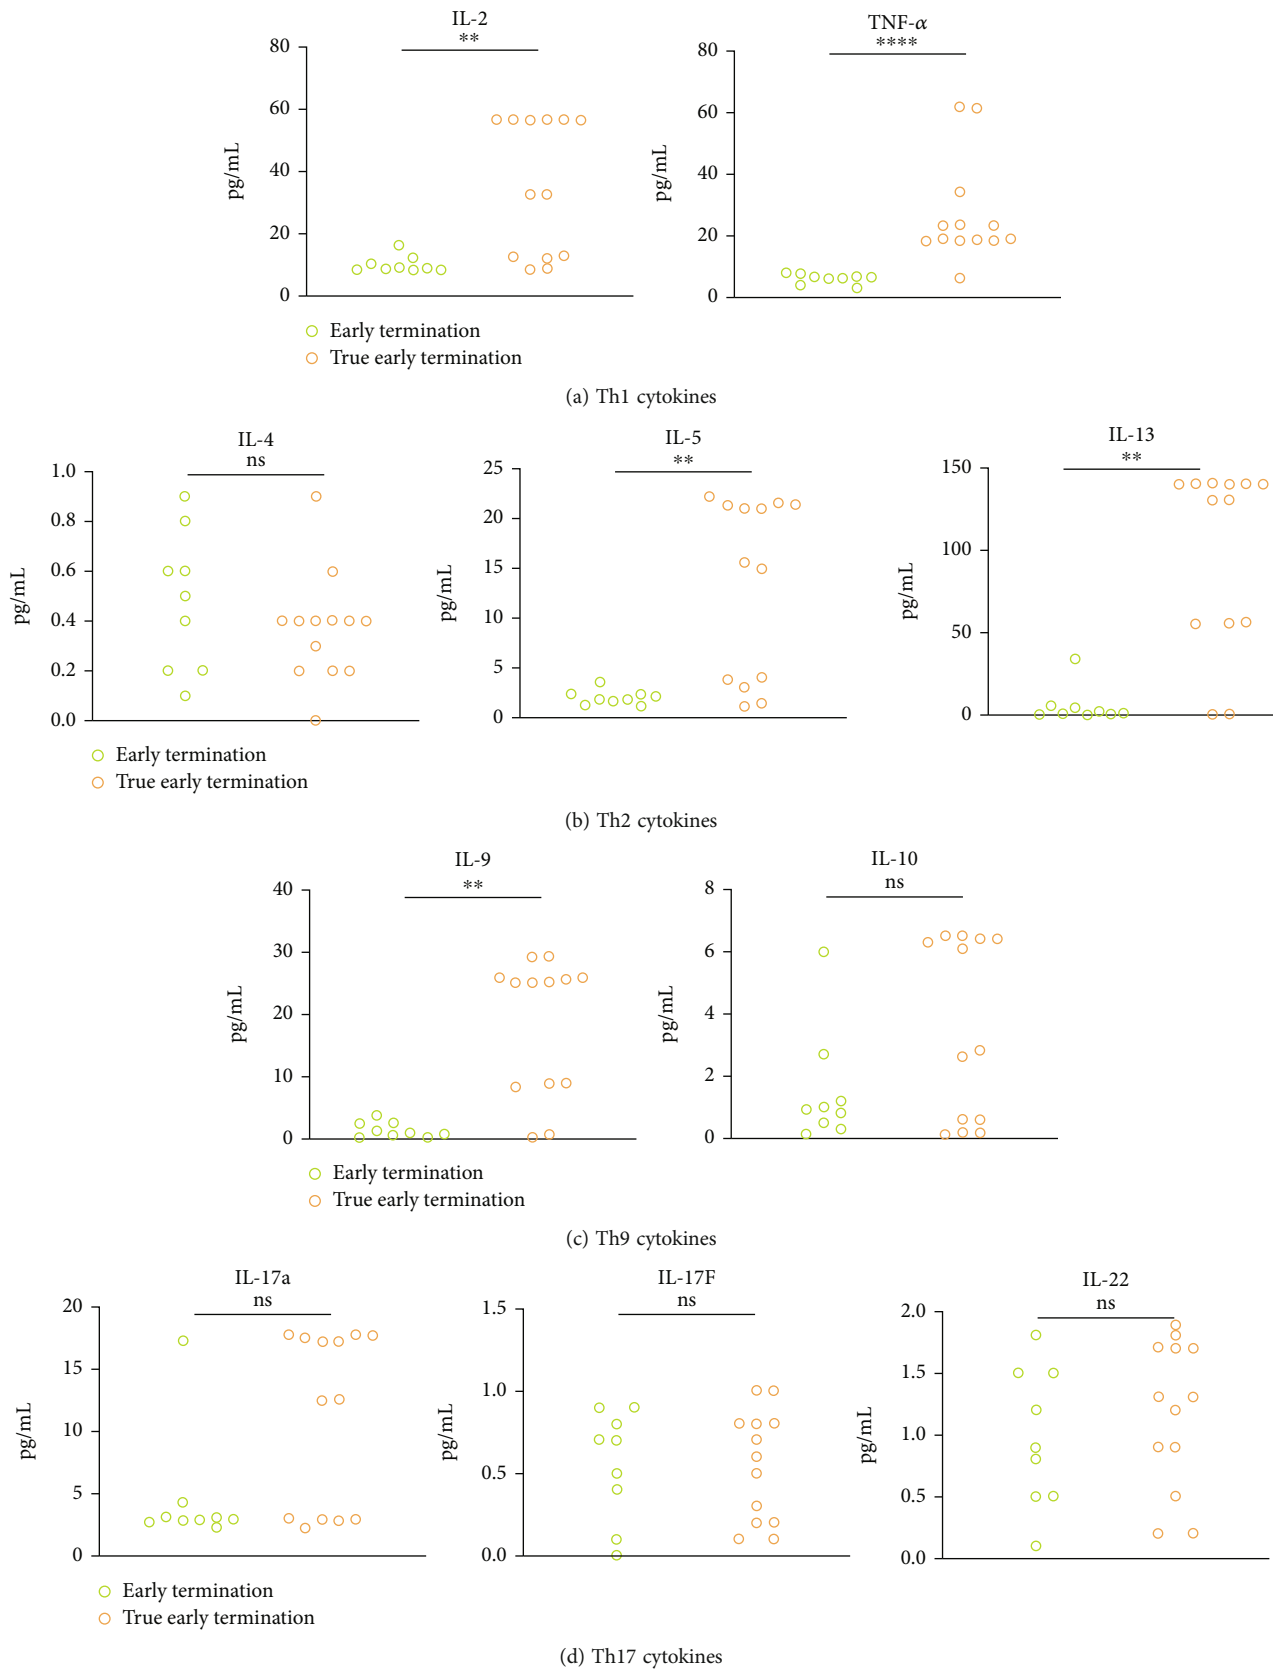 IL-2
**
80
60
40
20
0
pg/mL
TNF-α
****
80
60
40
20
0
pg/mL
Early termination
True early termination
(a) Th1 cytokines
IL-4
ns
1.0
0.8
0.6
0.4
0.2
0.0
pg/mL
IL-5
**
25
20
15
10
5
0
pg/mL
IL-13
**
150
100
50
0
pg/mL
Early termination
True early termination
(b) Th2 cytokines
IL-9
**
40
30
20
10
0
pg/mL
IL-10
ns
8
6
4
2
0
pg/mL
Early termination
True early termination
(c) Th9 cytokines
IL-17a
ns
20
15
10
5
0
pg/mL
IL-17F
ns
1.5
1.0
0.5
0.0
pg/mL
IL-22
ns
2.0
1.5
1.0
0.5
0.0
pg/mL
Early termination
True early termination
(d) Th17 cytokines